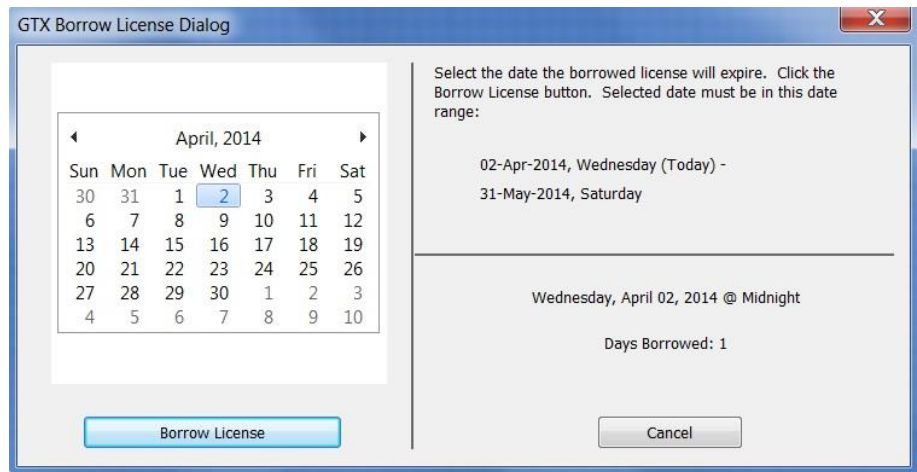 GTX Borrow License Dialog
April, 2014
Sun Mon Tue Wed Thu Fri Sat
30 31 1 2 3 4 5
6 7 8 9 10 11 12
13 14 15 16 17 18 19
20 21 22 23 24 25 26
27 28 29 30 1 2 3
4 5 6 7 8 9 10
Borrow License
Select the date the borrowed license will expire. Click the
Borrow License button. Selected date must be in this date
range:
02-Apr-2014, Wednesday (Today) -
31-May-2014, Saturday
Wednesday, April 02, 2014 @ Midnight
Days Borrowed: 1
Cancel